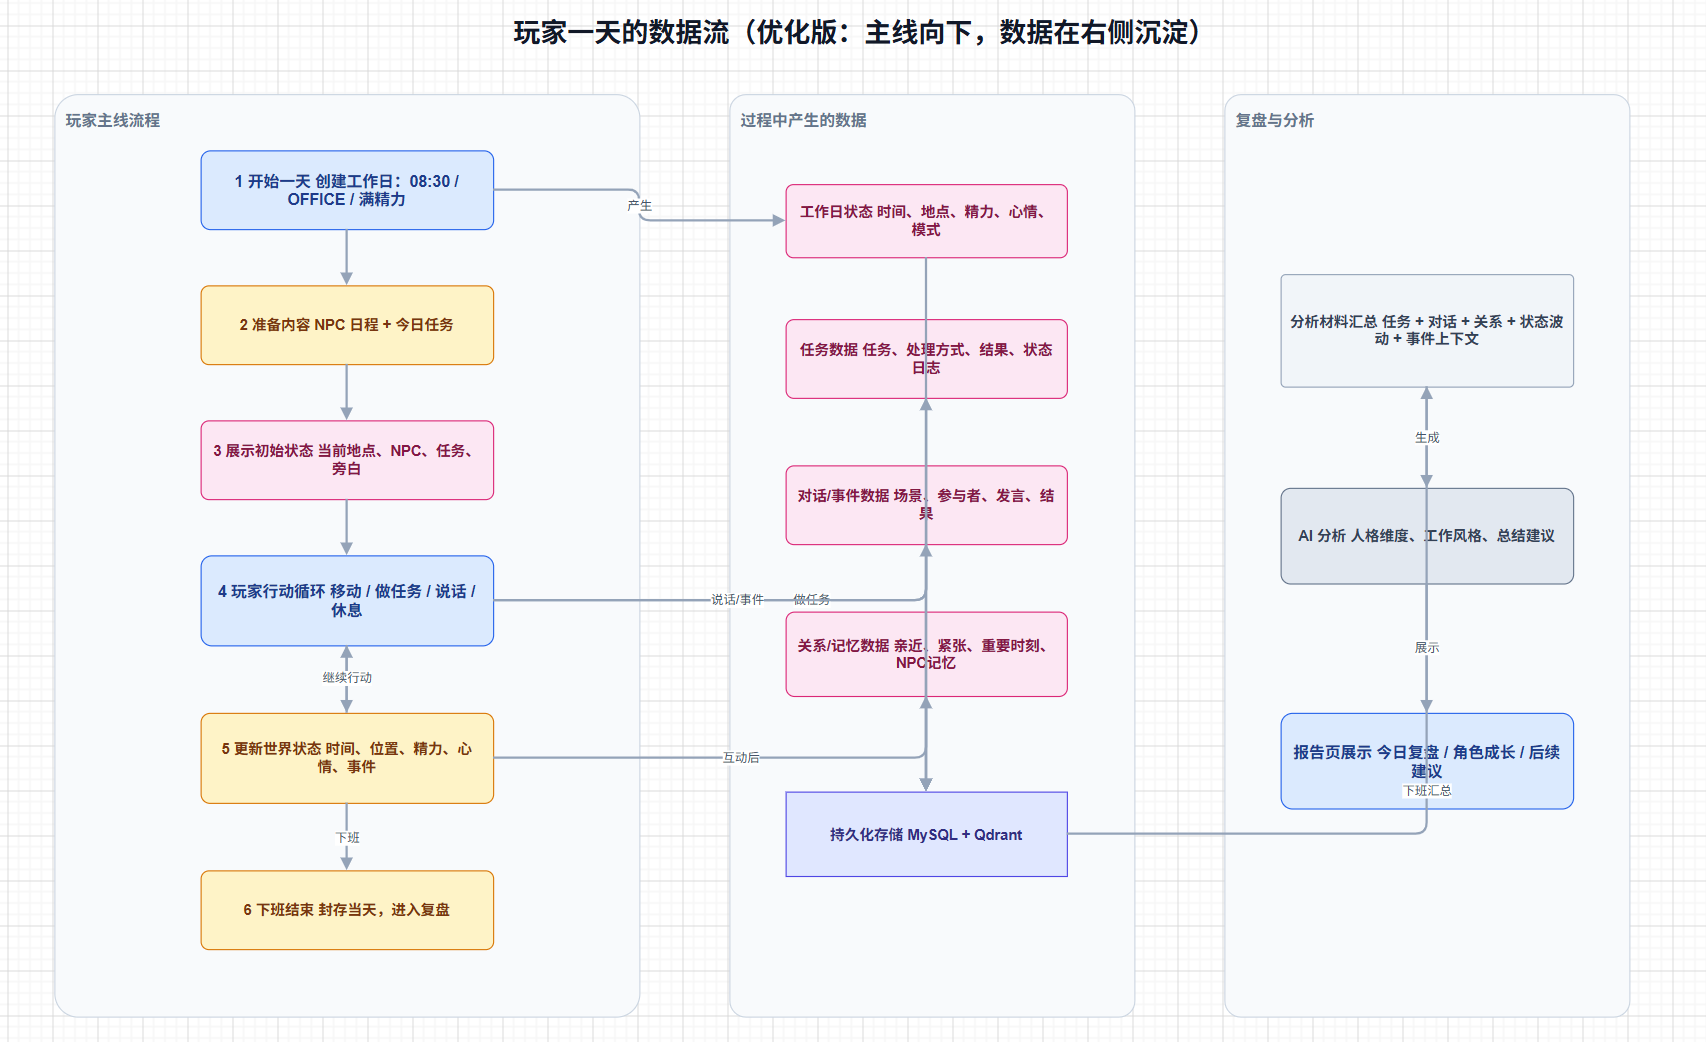 玩家一天的数据流（优化版：主线向下，数据在右侧沉淀）
玩家主线流程
1 开始一天 创建工作日：08:30 /
OFFICE / 满精力
2 准备内容 NPC 日程 + 今日任务
3 展示初始状态 当前地点、NPC、任务、
旁白
4 玩家行动循环 移动 / 做任务 / 说话 /
休息
继续行动
5 更新世界状态 时间、位置、精力、心
情、事件
下班
6 下班结束 封存当天，进入复盘
产生
说话/事件
做任务
互动后
过程中产生的数据
工作日状态 时间、地点、精力、心情、
模式
任务数据 任务、处理方式、结果、状态
日志
对话/事件数据 场景、参与者、发言、结
果
关系/记忆数据 亲近、紧张、重要时刻、
NPC记忆
持久化存储 MySQL + Qdrant
复盘与分析
分析材料汇总 任务 + 对话 + 关系 + 状态波
动 + 事件上下文
生成
AI 分析 人格维度、工作风格、总结建议
展示
报告页展示 今日复盘 / 角色成长 / 后续
建议
下班汇总